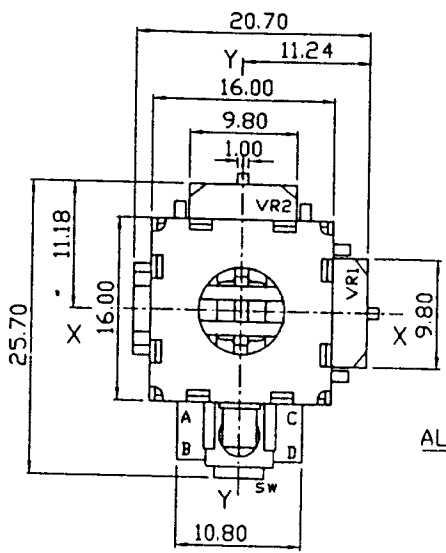 20.70
Y
11.24
16.00
9.80
1.00
VR2
11.18
25.70
16.00
VR1
9.80
X
X
A
C
B
D
AL
Y
SW
10.80